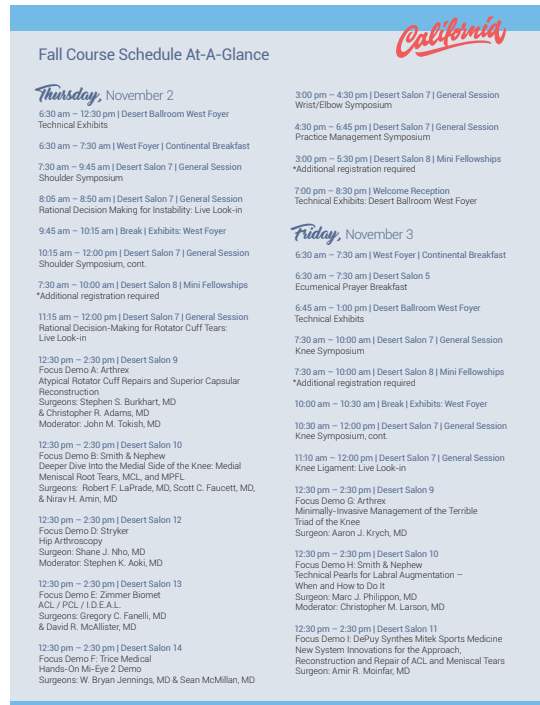 California
Fall Course Schedule At-A-Glance
Thursday, November 2
6:30 am – 12:30 pm | Desert Ballroom West Foyer
Technical Exhibits
6:30 am – 7:30 am | West Foyer | Continental Breakfast
7:30 am – 9:45 am | Desert Salon 7 | General Session
Shoulder Symposium
8:05 am – 8:50 am | Desert Salon 7 | General Session
Rational Decision Making for Instability: Live Look-in
9:45 am – 10:15 am | Break | Exhibits: West Foyer
10:15 am – 12:00 pm | Desert Salon 7 | General Session
Shoulder Symposium, cont.
7:30 am – 10:00 am | Desert Salon 8 | Mini Fellowships
*Additional registration required
11:15 am – 12:00 pm | Desert Salon 7 | General Session
Rational Decision-Making for Rotator Cuff Tears:
Live Look-in
12:30 pm – 2:30 pm | Desert Salon 9
Focus Demo A: Arthrex
Atypical Rotator Cuff Repairs and Superior Capsular
Reconstruction
Surgeons: Stephen S. Burkhart, MD
& Christopher R. Adams, MD
Moderator: John M. Tokish, MD
12:30 pm – 2:30 pm | Desert Salon 10
Focus Demo B: Smith & Nephew
Deeper Dive Into the Medial Side of the Knee: Medial
Meniscal Root Tears, MCL, and MPFL
Surgeons: Robert F. LaPrade, MD, Scott C. Faucett, MD,
& Nirav H. Amin, MD
12:30 pm – 2:30 pm | Desert Salon 12
Focus Demo D: Stryker
Hip Arthroscopy
Surgeon: Shane J. Nho, MD
Moderator: Stephen K. Aoki, MD
12:30 pm – 2:30 pm | Desert Salon 13
Focus Demo E: Zimmer Biomet
ACL / PCL / I.D.E.A.L.
Surgeons: Gregory C. Fanelli, MD
& David R. McAllister, MD
12:30 pm – 2:30 pm | Desert Salon 14
Focus Demo F: Trice Medical
Hands-On Mi-Eye 2 Demo
Surgeons: W. Bryan Jennings, MD & Sean McMillan, MD
3:00 pm – 4:30 pm | Desert Salon 7 | General Session
Wrist/Elbow Symposium
4:30 pm – 6:45 pm | Desert Salon 7 | General Session
Practice Management Symposium
3:00 pm – 5:30 pm | Desert Salon 8 | Mini Fellowships
*Additional registration required
7:00 pm – 8:30 pm | Welcome Reception
Technical Exhibits: Desert Ballroom West Foyer
Friday, November 3
6:30 am – 7:30 am | West Foyer | Continental Breakfast
6:30 am – 7:30 am | Desert Salon 5
Ecumenical Prayer Breakfast
6:45 am – 1:00 pm | Desert Ballroom West Foyer
Technical Exhibits
7:30 am – 10:00 am | Desert Salon 7 | General Session
Knee Symposium
7:30 am – 10:00 am | Desert Salon 8 | Mini Fellowships
*Additional registration required
10:00 am – 10:30 am | Break | Exhibits: West Foyer
10:30 am – 12:00 pm | Desert Salon 7 | General Session
Knee Symposium, cont.
11:10 am – 12:00 pm | Desert Salon 7 | General Session
Knee Ligament: Live Look-in
12:30 pm – 2:30 pm | Desert Salon 9
Focus Demo G: Arthrex
Minimally-Invasive Management of the Terrible
Triad of the Knee
Surgeon: Aaron J. Krych, MD
12:30 pm – 2:30 pm | Desert Salon 10
Focus Demo H: Smith & Nephew
Technical Pearls for Labral Augmentation –
When and How to Do It
Surgeon: Marc J. Philippon, MD
Moderator: Christopher M. Larson, MD
12:30 pm – 2:30 pm | Desert Salon 11
Focus Demo I: DePuy Synthes Mitek Sports Medicine
New System Innovations for the Approach,
Reconstruction and Repair of ACL and Meniscal Tears
Surgeon: Amir R. Moinfar, MD